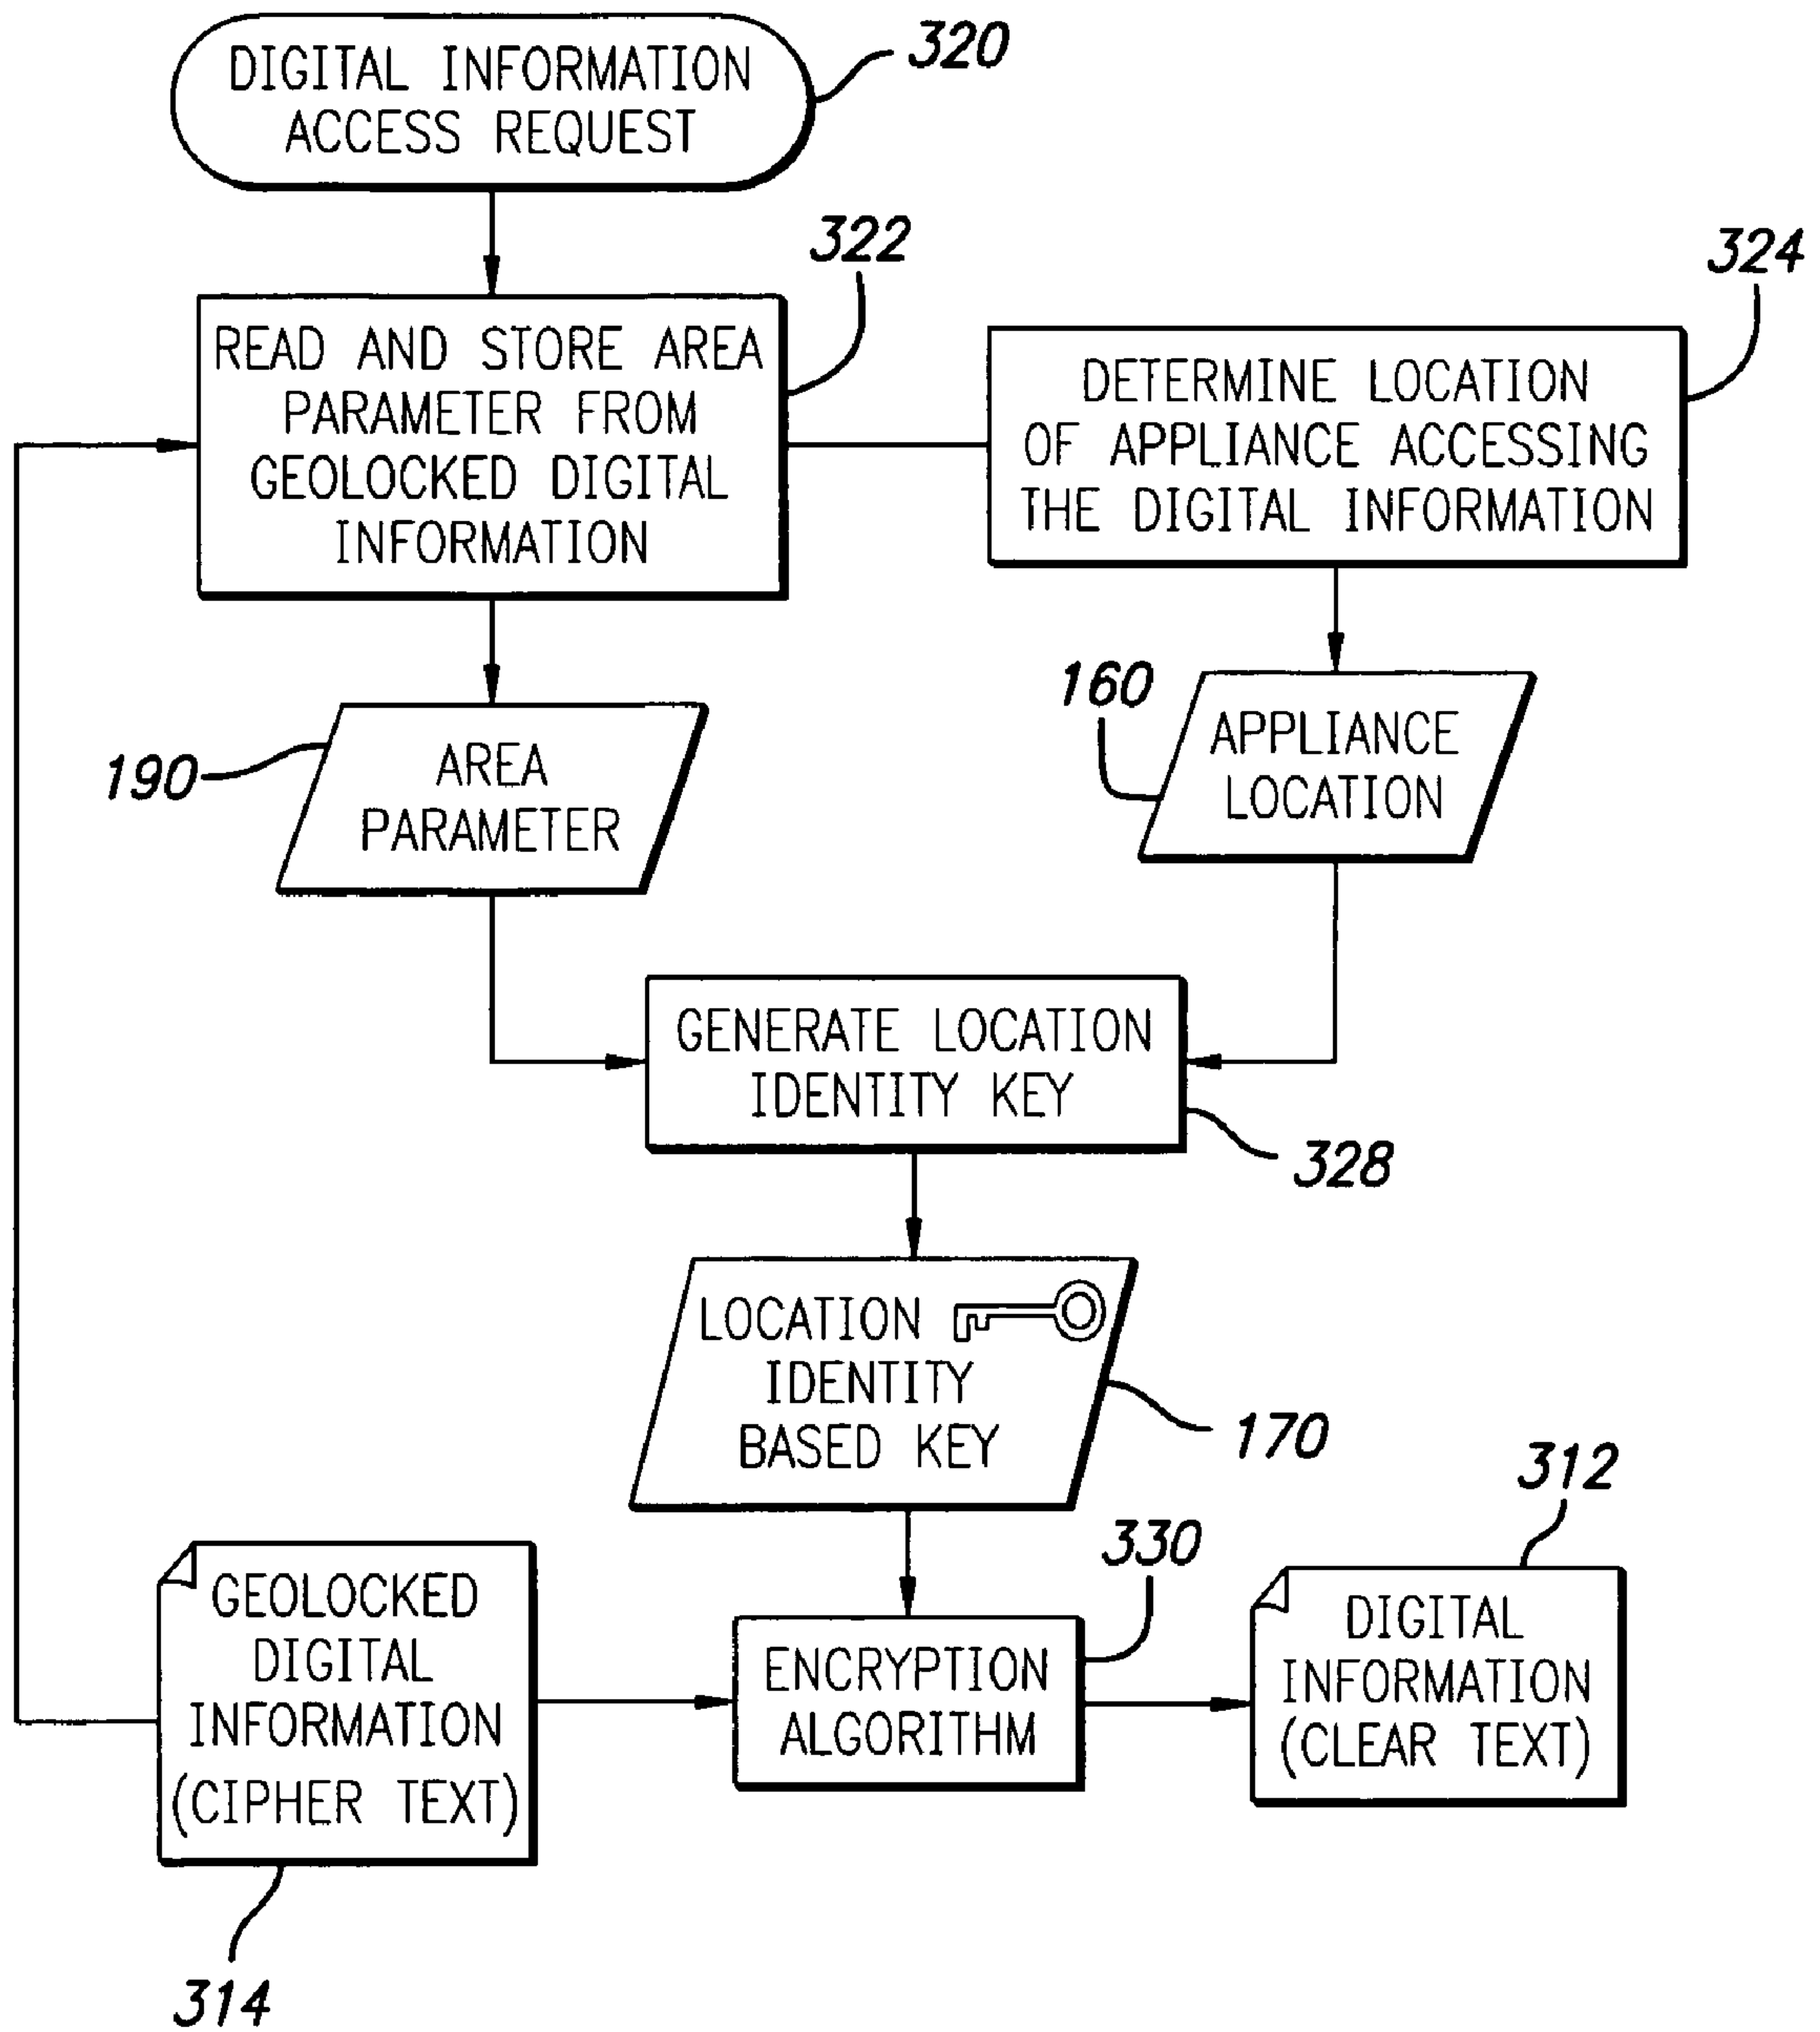 DIGITAL INFORMATION
ACCESS REQUEST
320
322
READ AND STORE AREA
PARAMETER FROM
GEOLOCKED DIGITAL
INFORMATION
324
DETERMINE LOCATION
OF APPLIANCE ACCESSING
THE DIGITAL INFORMATION
190
AREA
PARAMETER
160
APPLIANCE
LOCATION
GENERATE LOCATION
IDENTITY KEY
328
LOCATION
IDENTITY
BASED KEY
170
GEOLOCKED
DIGITAL
INFORMATION
(CIPHER TEXT)
314
330
ENCRYPTION
ALGORITHM
312
DIGITAL
INFORMATION
(CLEAR TEXT)